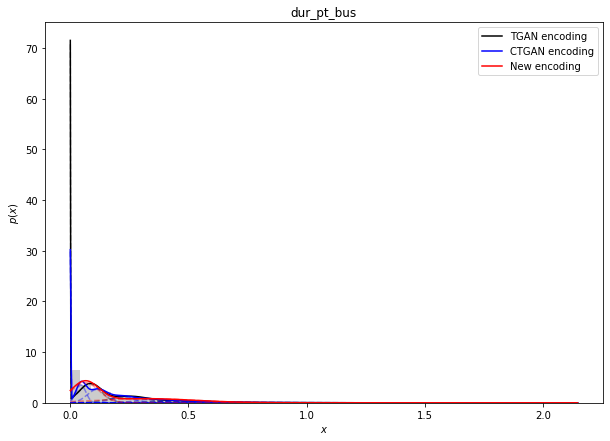 dur_pt_bus
TGAN encoding
CTGAN encoding
New encoding
70
60
50
40
30
20
10
0
p(x)
0.0 0.5 1.0 1.5 2.0
x